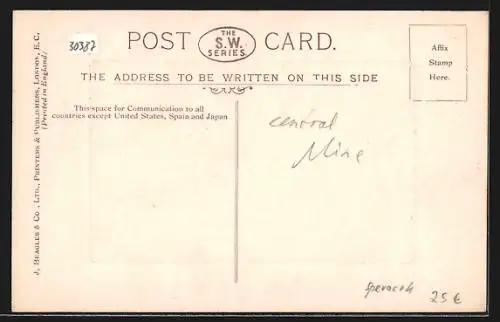 30387
POST THE S.W. SERIES. CARD.
THE ADDRESS TO BE WRITTEN ON THIS SIDE
Affix
Stamp
Here.
This space for Communication to all
countries except United States, Spain and Japan
J. BEAGLES & CO., LTD., PRINTERS & PUBLISHERS, LONDON, E.C.
(Printed in England)
central
Mine
25 €